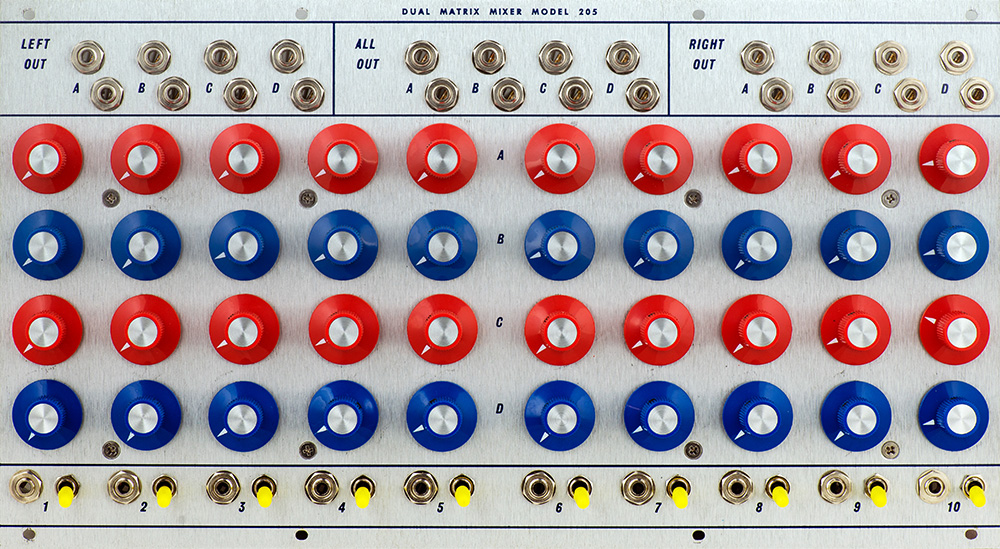 DUAL MATRIX MIXER MODEL 205
LEFT OUT
A B C D
ALL OUT
A B C D
RIGHT OUT
A B C D
A
B
C
D
1 2 3 4 5 6 7 8 9 10